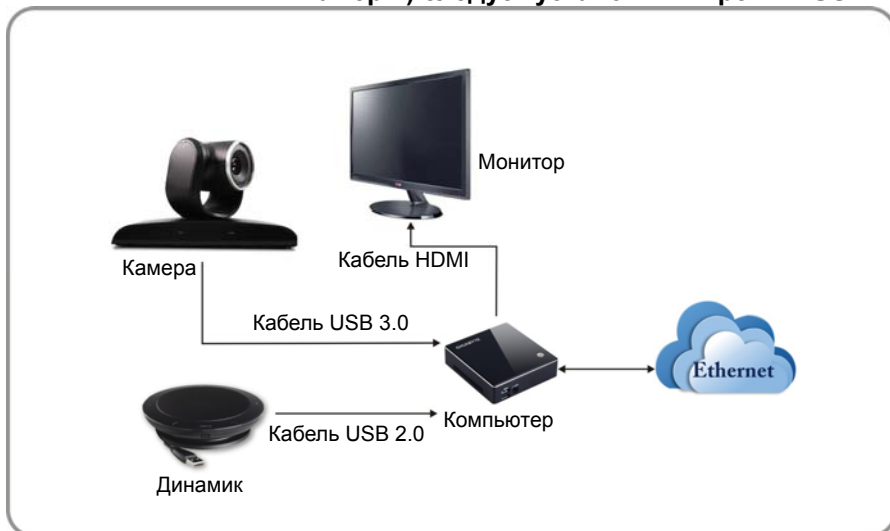 Монитор
Камера
Кабель HDMI
Кабель USB 3.0
Ethernet
Компьютер
Кабель USB 2.0
Динамик